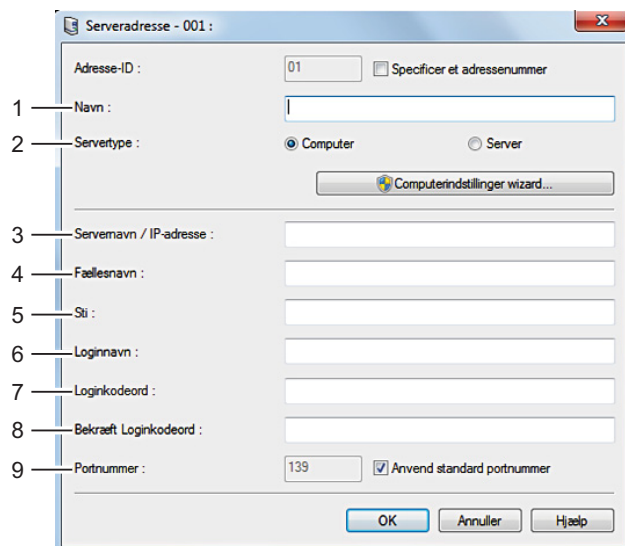 Serveradresse - 001 :
Adresse-ID : 01 Specificer et adressenummer
1 Navn :
2 Servertype : Computer Server
Computerindstillinger wizard...
3 Servernavn / IP-adresse :
4 Fællesnavn :
5 Sti :
6 Loginnavn :
7 Loginkodeord :
8 Bekræft Loginkodeord :
9 Portnummer : 139 Anvend standard portnummer
OK Annuller Hjælp